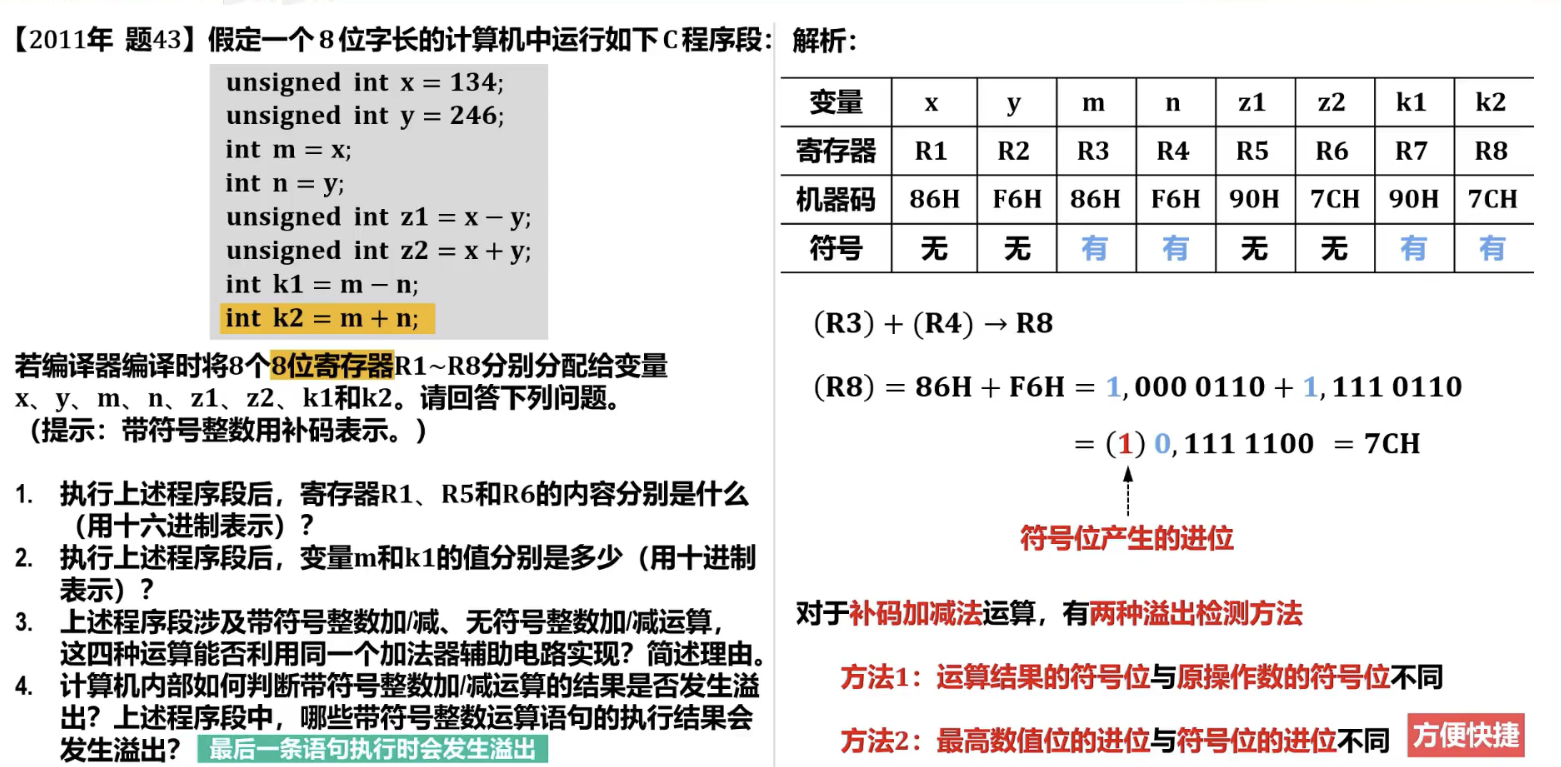 【2011年 题43】假定一个 8 位字长的计算机中运行如下 C 程序段：
unsigned int x = 134;
unsigned int y = 246;
int m = x;
int n = y;
unsigned int z1 = x − y;
unsigned int z2 = x + y;
int k1 = m − n;
int k2 = m + n;
若编译器编译时将8个8位寄存器R1~R8分别分配给变量
x、y、m、n、z1、z2、k1和k2。请回答下列问题。
（提示：带符号整数用补码表示。）
1. 执行上述程序段后，寄存器R1、R5和R6的内容分别是什么
（用十六进制表示）?
2. 执行上述程序段后，变量m和k1的值分别是多少（用十进制
表示）?
3. 上述程序段涉及带符号整数加/减、无符号整数加/减运算，
这四种运算能否利用同一个加法器辅助电路实现？简述理由。
4. 计算机内部如何判断带符号整数加/减运算的结果是否发生溢
出？上述程序段中，哪些带符号整数运算语句的执行结果会
发生溢出？ 最后一条语句执行时会发生溢出
解析：
变量 x y m n z1 z2 k1 k2
寄存器 R1 R2 R3 R4 R5 R6 R7 R8
机器码 86H F6H 86H F6H 90H 7CH 90H 7CH
符号 无 无 有 有 无 无 有 有
(R3) + (R4) → R8
(R8) = 86H + F6H = 1, 000 0110 + 1, 111 0110
= (1) 0, 111 1100 = 7CH
符号位产生的进位
对于补码加减法运算，有两种溢出检测方法
方法1：运算结果的符号位与原操作数的符号位不同
方法2：最高数值位的进位与符号位的进位不同 方便快捷